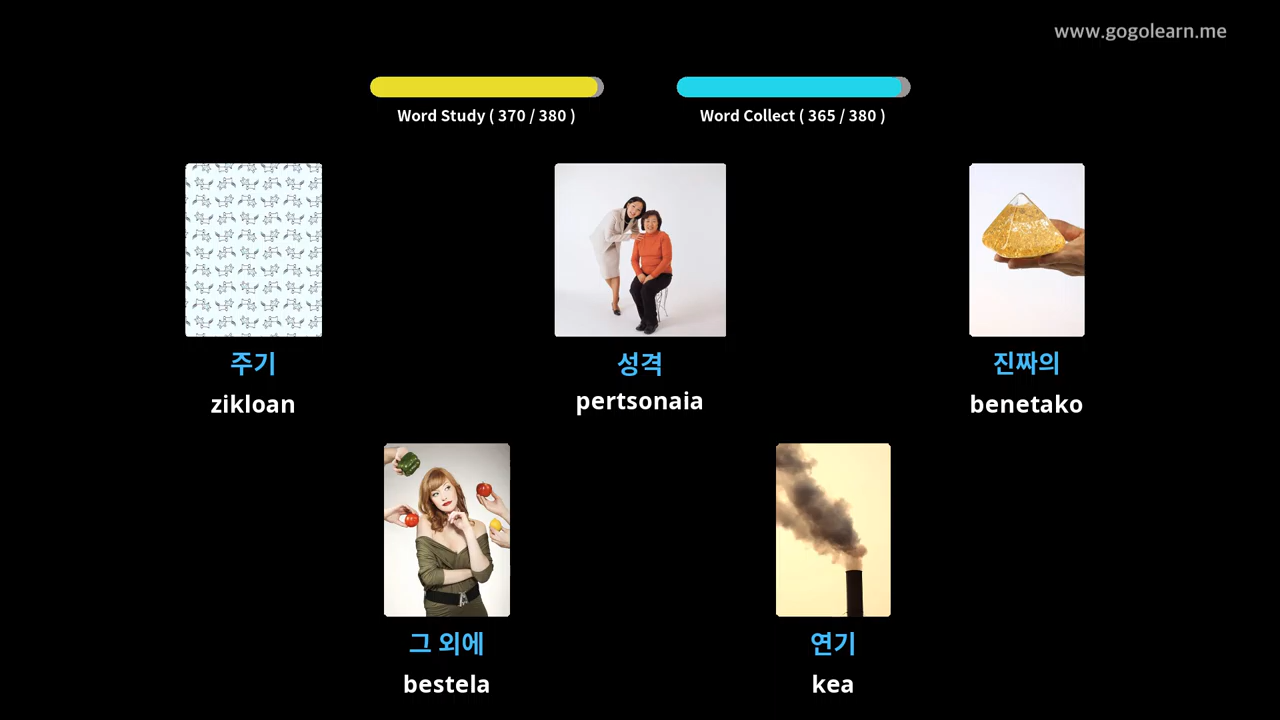 www.gogolearn.me
Word Study ( 370 / 380 )
Word Collect ( 365 / 380 )
주기
zikloan
성격
pertsonaia
진짜의
benetako
그 외에
bestela
연기
kea